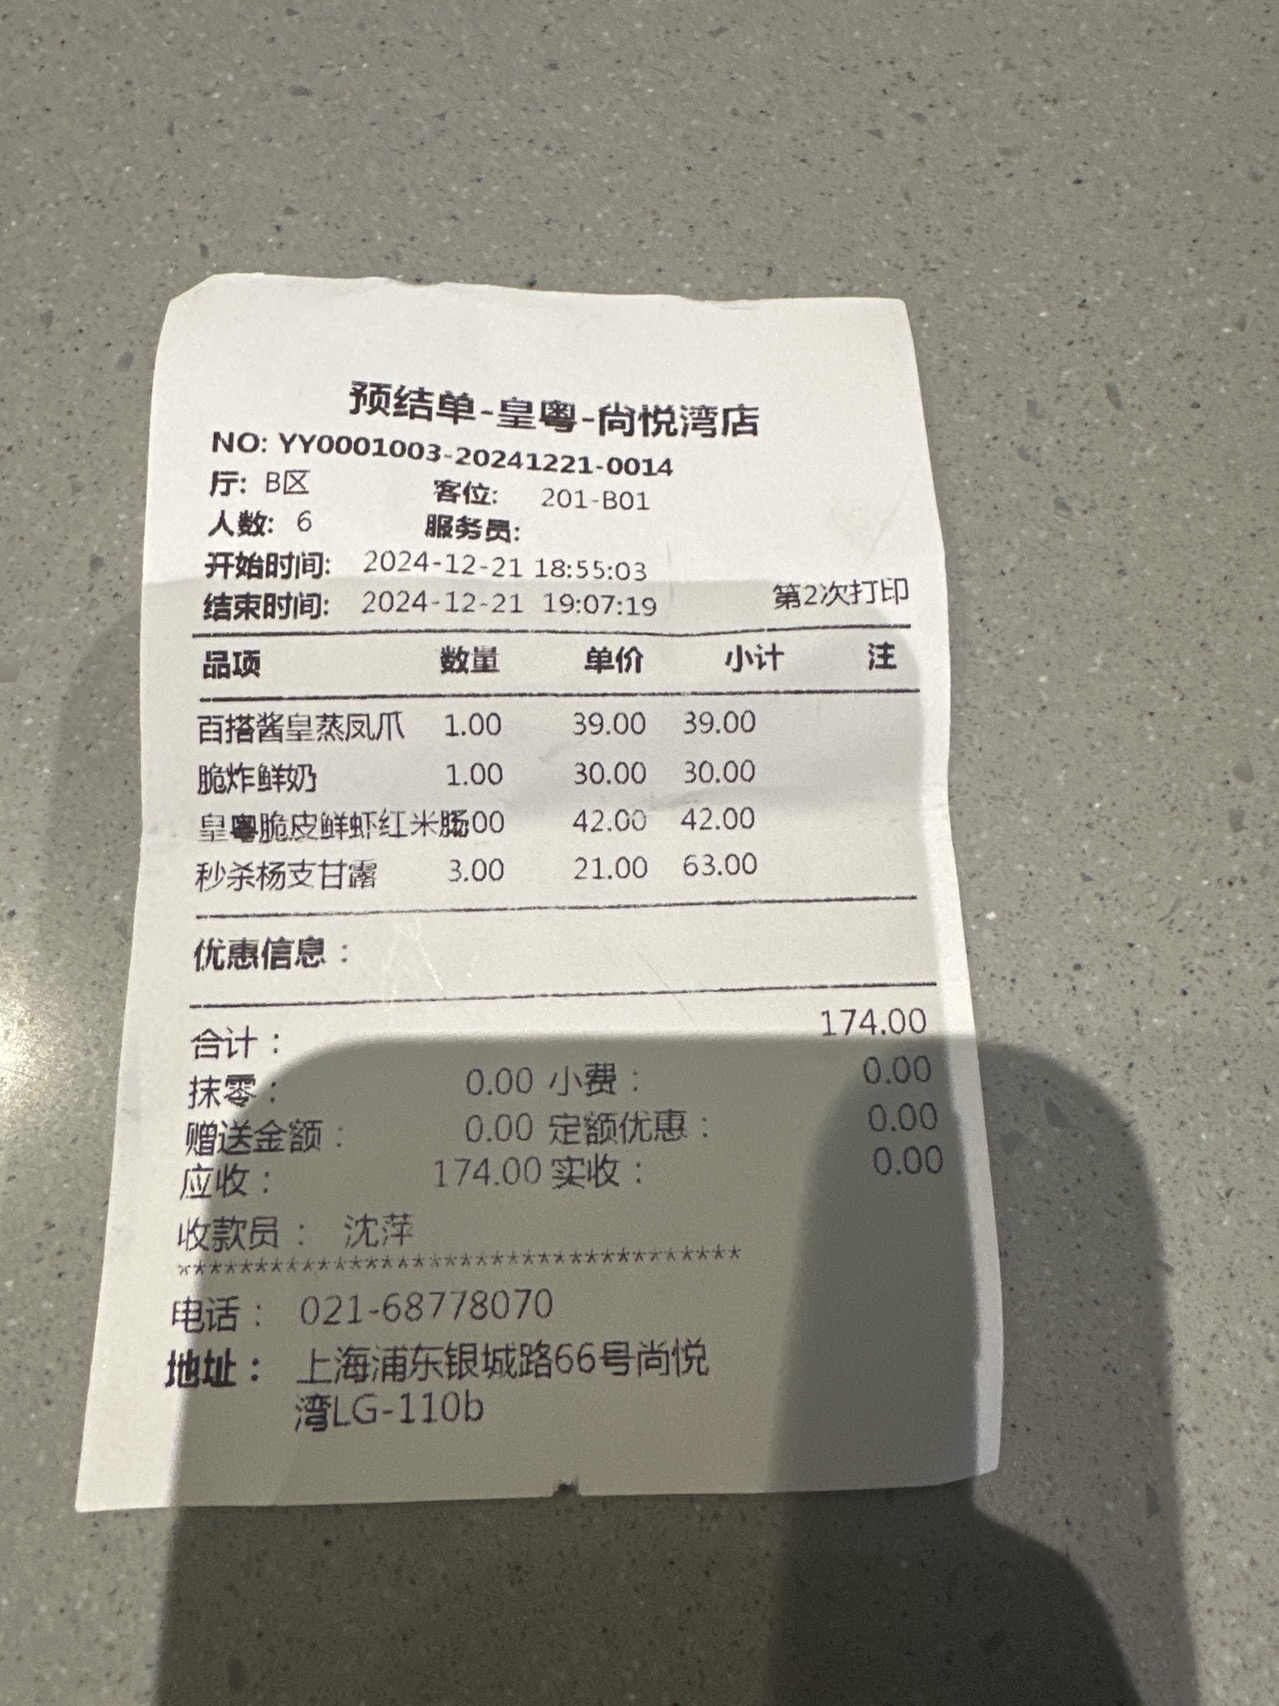 预结单-皇粤-尚悦湾店
NO: YY0001003-20241221-0014
厅: B区 客位: 201-B01
人数: 6 服务员:
开始时间: 2024-12-21 18:55:03
结束时间: 2024-12-21 19:07:19 第2次打印
品项 数量 单价 小计 注
百搭酱皇蒸凤爪 1.00 39.00 39.00
脆炸鲜奶 1.00 30.00 30.00
皇粤脆皮鲜虾红米肠00 42.00 42.00
秒杀杨支甘露 3.00 21.00 63.00
优惠信息：
合计： 174.00
抹零： 0.00 小费： 0.00
赠送金额： 0.00 定额优惠： 0.00
应收： 174.00 实收： 0.00
收款员： 沈萍
************************************
电话： 021-68778070
地址： 上海浦东银城路66号尚悦
湾LG-110b